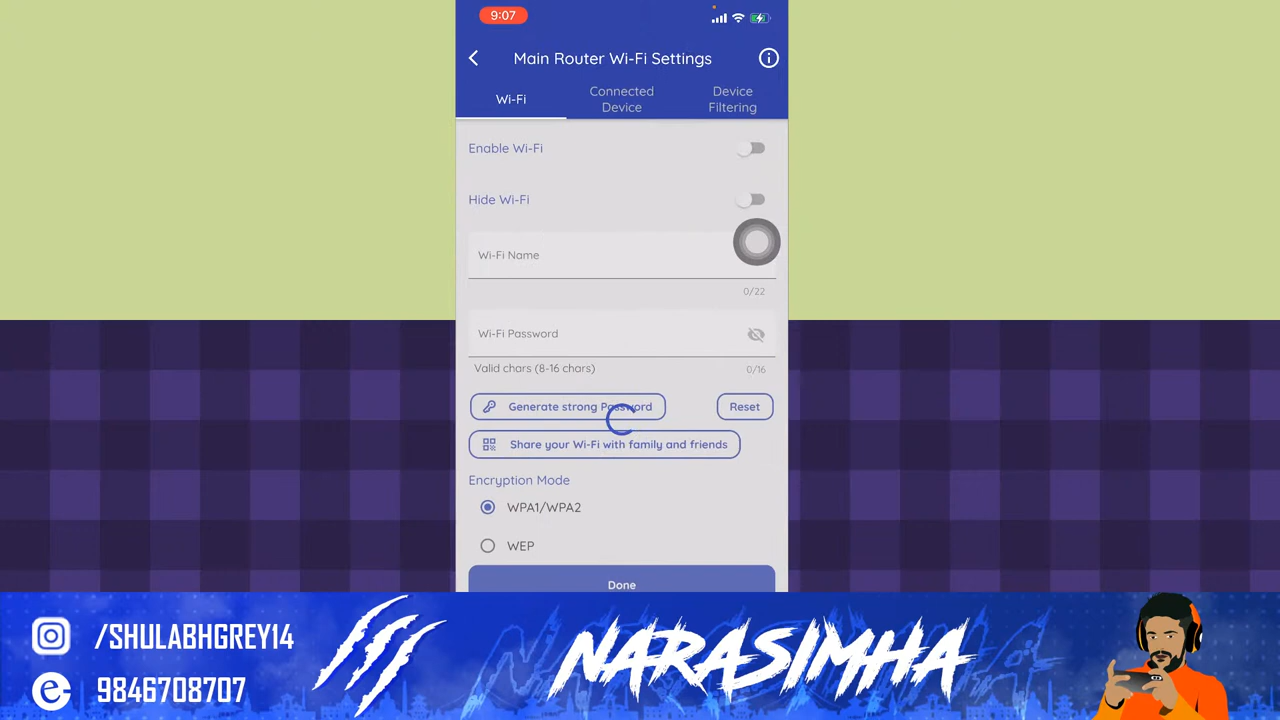 9:07
Main Router Wi-Fi Settings
Wi-Fi
Connected
Device
Device
Filtering
Enable Wi-Fi
Hide Wi-Fi
Wi-Fi Name
0/22
Wi-Fi Password
Valid chars (8-16 chars)
0/16
Generate strong Password
Reset
Share your Wi-Fi with family and friends
Encryption Mode
WPA1/WPA2
WEP
Done
/SHULABHGREY14
9846708707
NARASIMHA